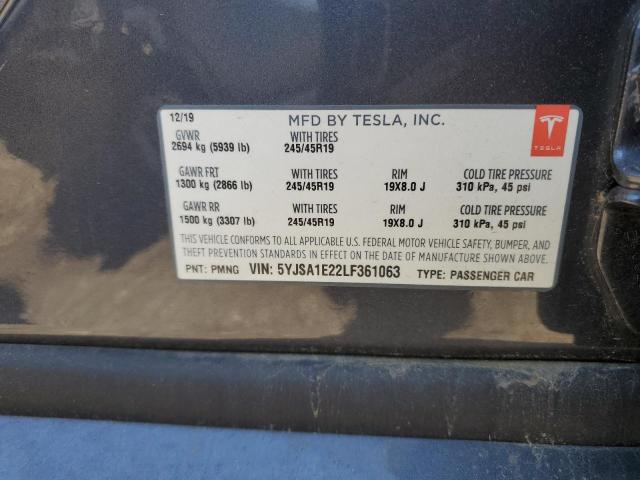 12/19 MFD BY TESLA, INC.
GVWR WITH TIRES
2694 kg (5939 lb) 245/45R19
TESLA
GAWR FRT WITH TIRES RIM COLD TIRE PRESSURE
1300 kg (2866 lb) 245/45R19 19X8.0 J 310 kPa, 45 psi
GAWR RR WITH TIRES RIM COLD TIRE PRESSURE
1500 kg (3307 lb) 245/45R19 19X8.0 J 310 kPa, 45 psi
THIS VEHICLE CONFORMS TO ALL APPLICABLE U.S. FEDERAL MOTOR VEHICLE SAFETY, BUMPER, AND
THEFT PREVENTION STANDARDS IN EFFECT ON THE DATE OF MANUFACTURE SHOWN ABOVE.
PNT: PMNG VIN: 5YJSA1E22LF361063 TYPE: PASSENGER CAR